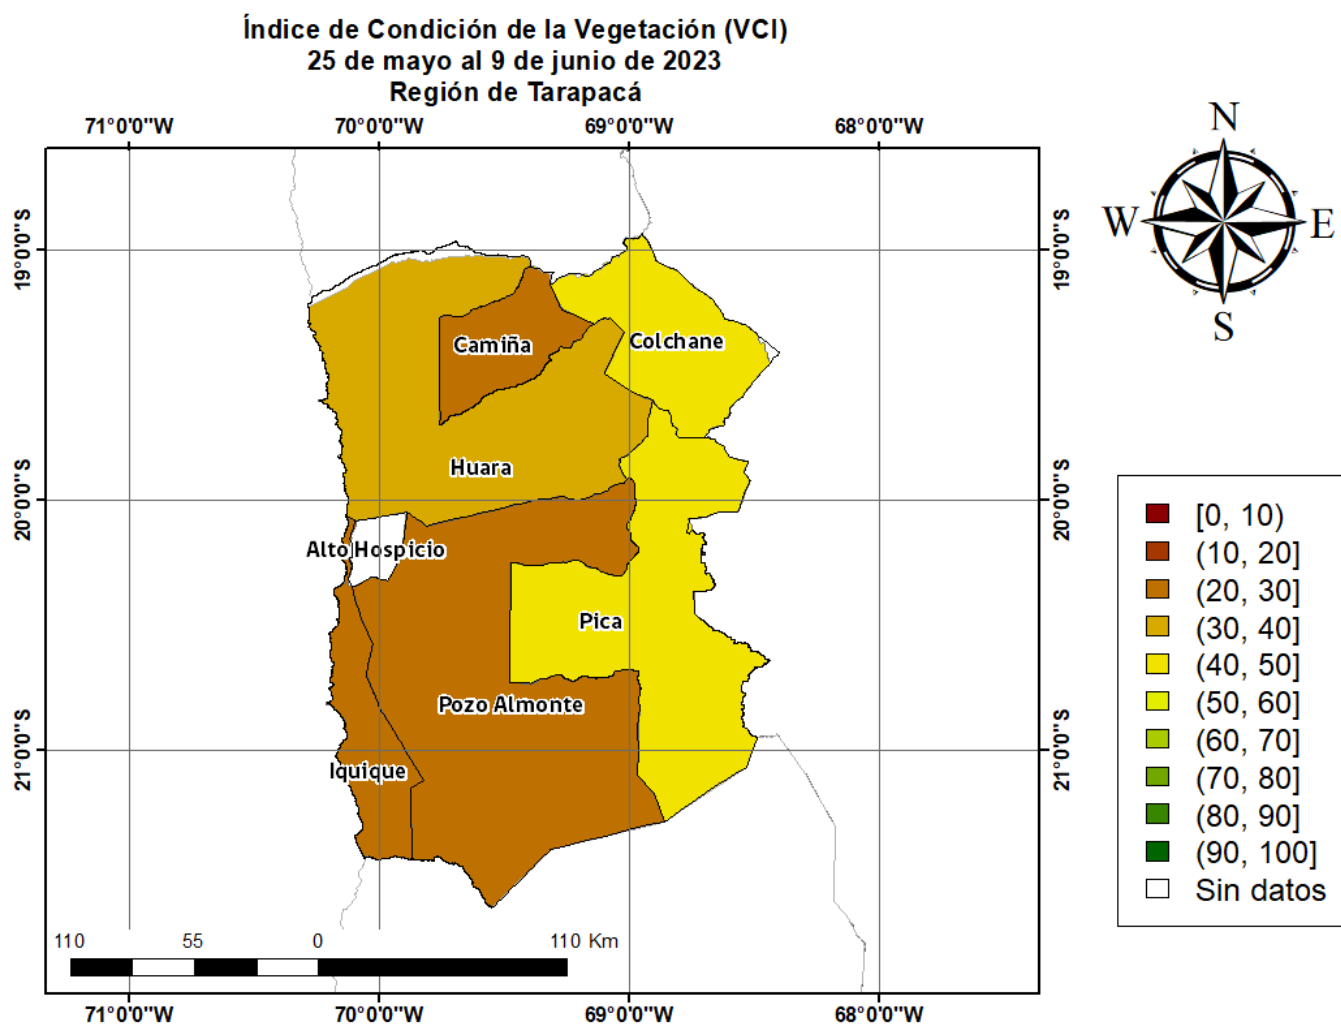 Índice de Condición de la Vegetación (VCI)
25 de mayo al 9 de junio de 2023
Región de Tarapacá
71°0'0"W 70°0'0"W 69°0'0"W 68°0'0"W
N
W E
S
19°0'0"S 19°0'0"S
Camiña
Colchane
Huara
20°0'0"S 20°0'0"S
Alto Hospicio
Pica
Pozo Almonte
21°0'0"S 21°0'0"S
Iquique
110 55 0 110 Km
71°0'0"W 70°0'0"W 69°0'0"W 68°0'0"W
[0, 10)
(10, 20]
(20, 30]
(30, 40]
(40, 50]
(50, 60]
(60, 70]
(70, 80]
(80, 90]
(90, 100]
Sin datos